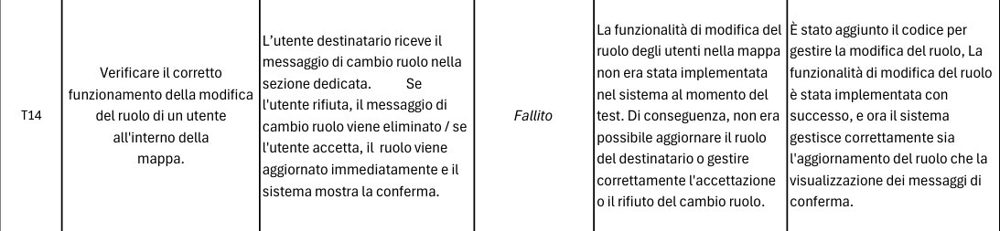 T14
Verificare il corretto
funzionamento della modifica
del ruolo di un utente
all'interno della
mappa.
L’utente destinatario riceve il
messaggio di cambio ruolo nella
sezione dedicata. Se
l'utente rifiuta, il messaggio di
cambio ruolo viene eliminato / se
l'utente accetta, il ruolo viene
aggiornato immediatamente e il
sistema mostra la conferma.
Fallito
La funzionalità di modifica del
ruolo degli utenti nella mappa
non era stata implementata
nel sistema al momento del
test. Di conseguenza, non era
possibile aggiornare il ruolo
del destinatario o gestire
correttamente l'accettazione
o il rifiuto del cambio ruolo.
È stato aggiunto il codice per
gestire la modifica del ruolo, La
funzionalità di modifica del ruolo
è stata implementata con
successo, e ora il sistema
gestisce correttamente sia
l'aggiornamento del ruolo che la
visualizzazione dei messaggi di
conferma.